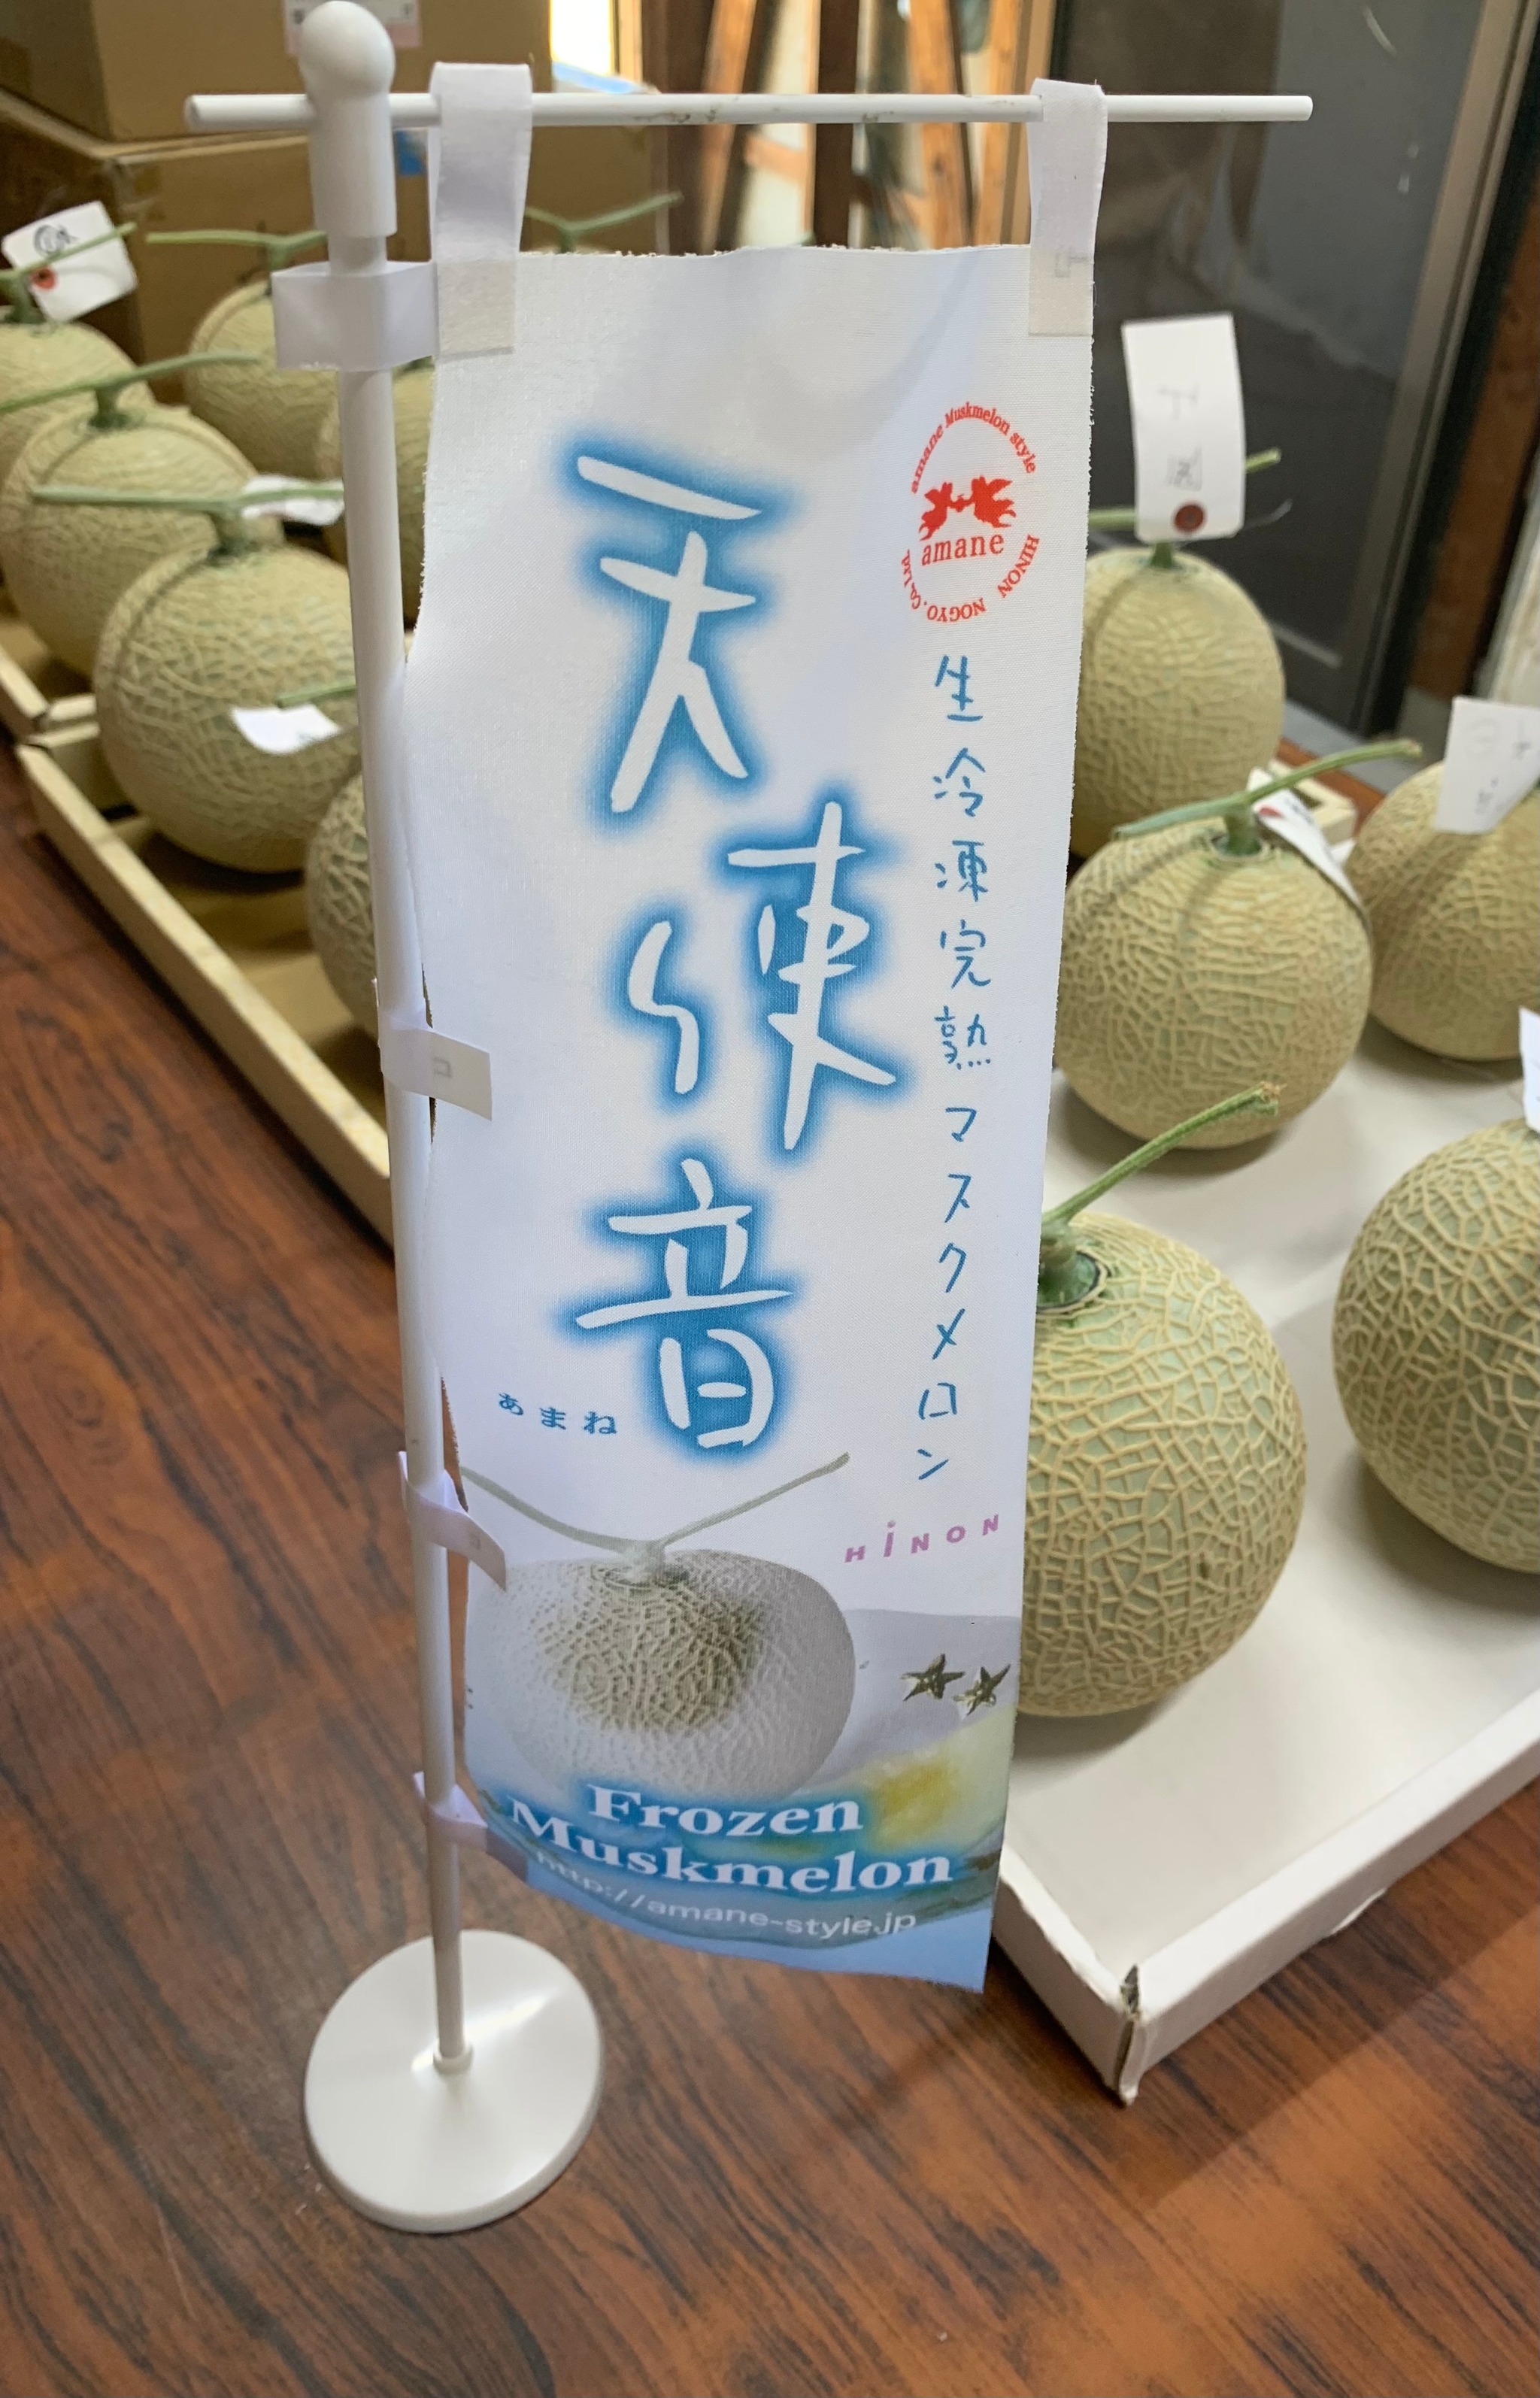 amane Muskmelon style
amane
HINON NOGYO.Co.Ltd.
生冷凍完熟マスクメロン
天凍音
あまね
HiNON
Frozen
Muskmelon
http://amane-style.jp